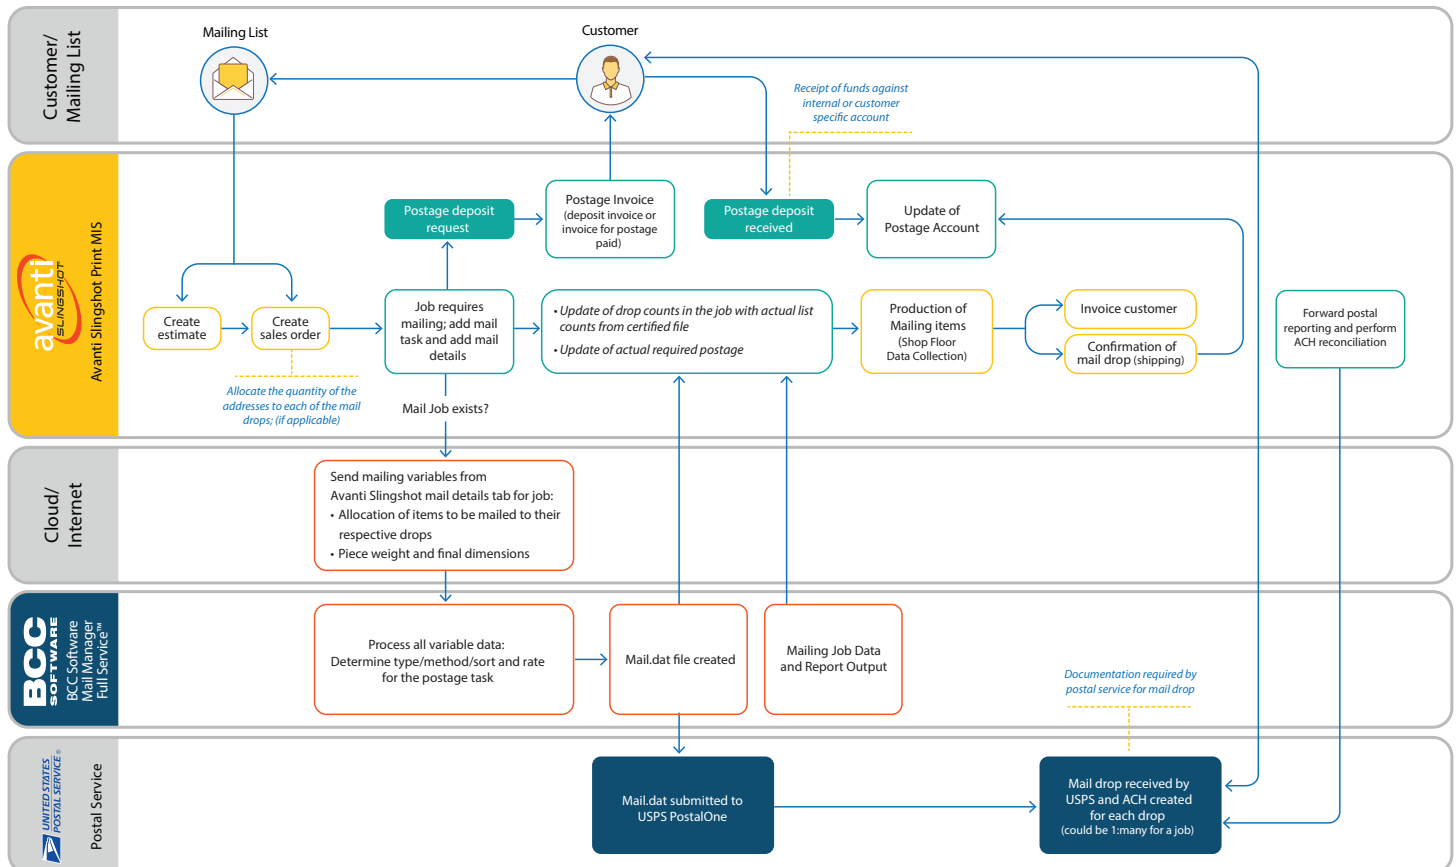 Customer/
Mailing List
Mailing List
Customer
Receipt of funds against
internal or customer
specific account
avanti
SLINGSHOT
Avanti Slingshot Print MIS
Postage deposit
request
Postage Invoice
(deposit invoice or
invoice for postage
paid)
Postage deposit
received
Update of
Postage Account
Create
estimate
Create
sales order
Job requires
mailing; add mail
task and add mail
details
• Update of drop counts in the job with actual list
counts from certified file
• Update of actual required postage
Production of
Mailing items
(Shop Floor
Data Collection)
Invoice customer
Confirmation of
mail drop (shipping)
Forward postal
reporting and perform
ACH reconciliation
Allocate the quantity of the
addresses to each of the mail
drops; (if applicable)
Mail Job exists?
Cloud/
Internet
Send mailing variables from
Avanti Slingshot mail details tab for job:
• Allocation of items to be mailed to their
respective drops
• Piece weight and final dimensions
BCC
SOFTWARE
BCC Software
Mail Manager
Full Service™
Process all variable data:
Determine type/method/sort and rate
for the postage task
Mail.dat file created
Mailing Job Data
and Report Output
Documentation required by
postal service for mail drop
UNITED STATES
POSTAL SERVICE®
Postal Service
Mail.dat submitted to
USPS PostalOne
Mail drop received by
USPS and ACH created
for each drop
(could be 1:many for a job)